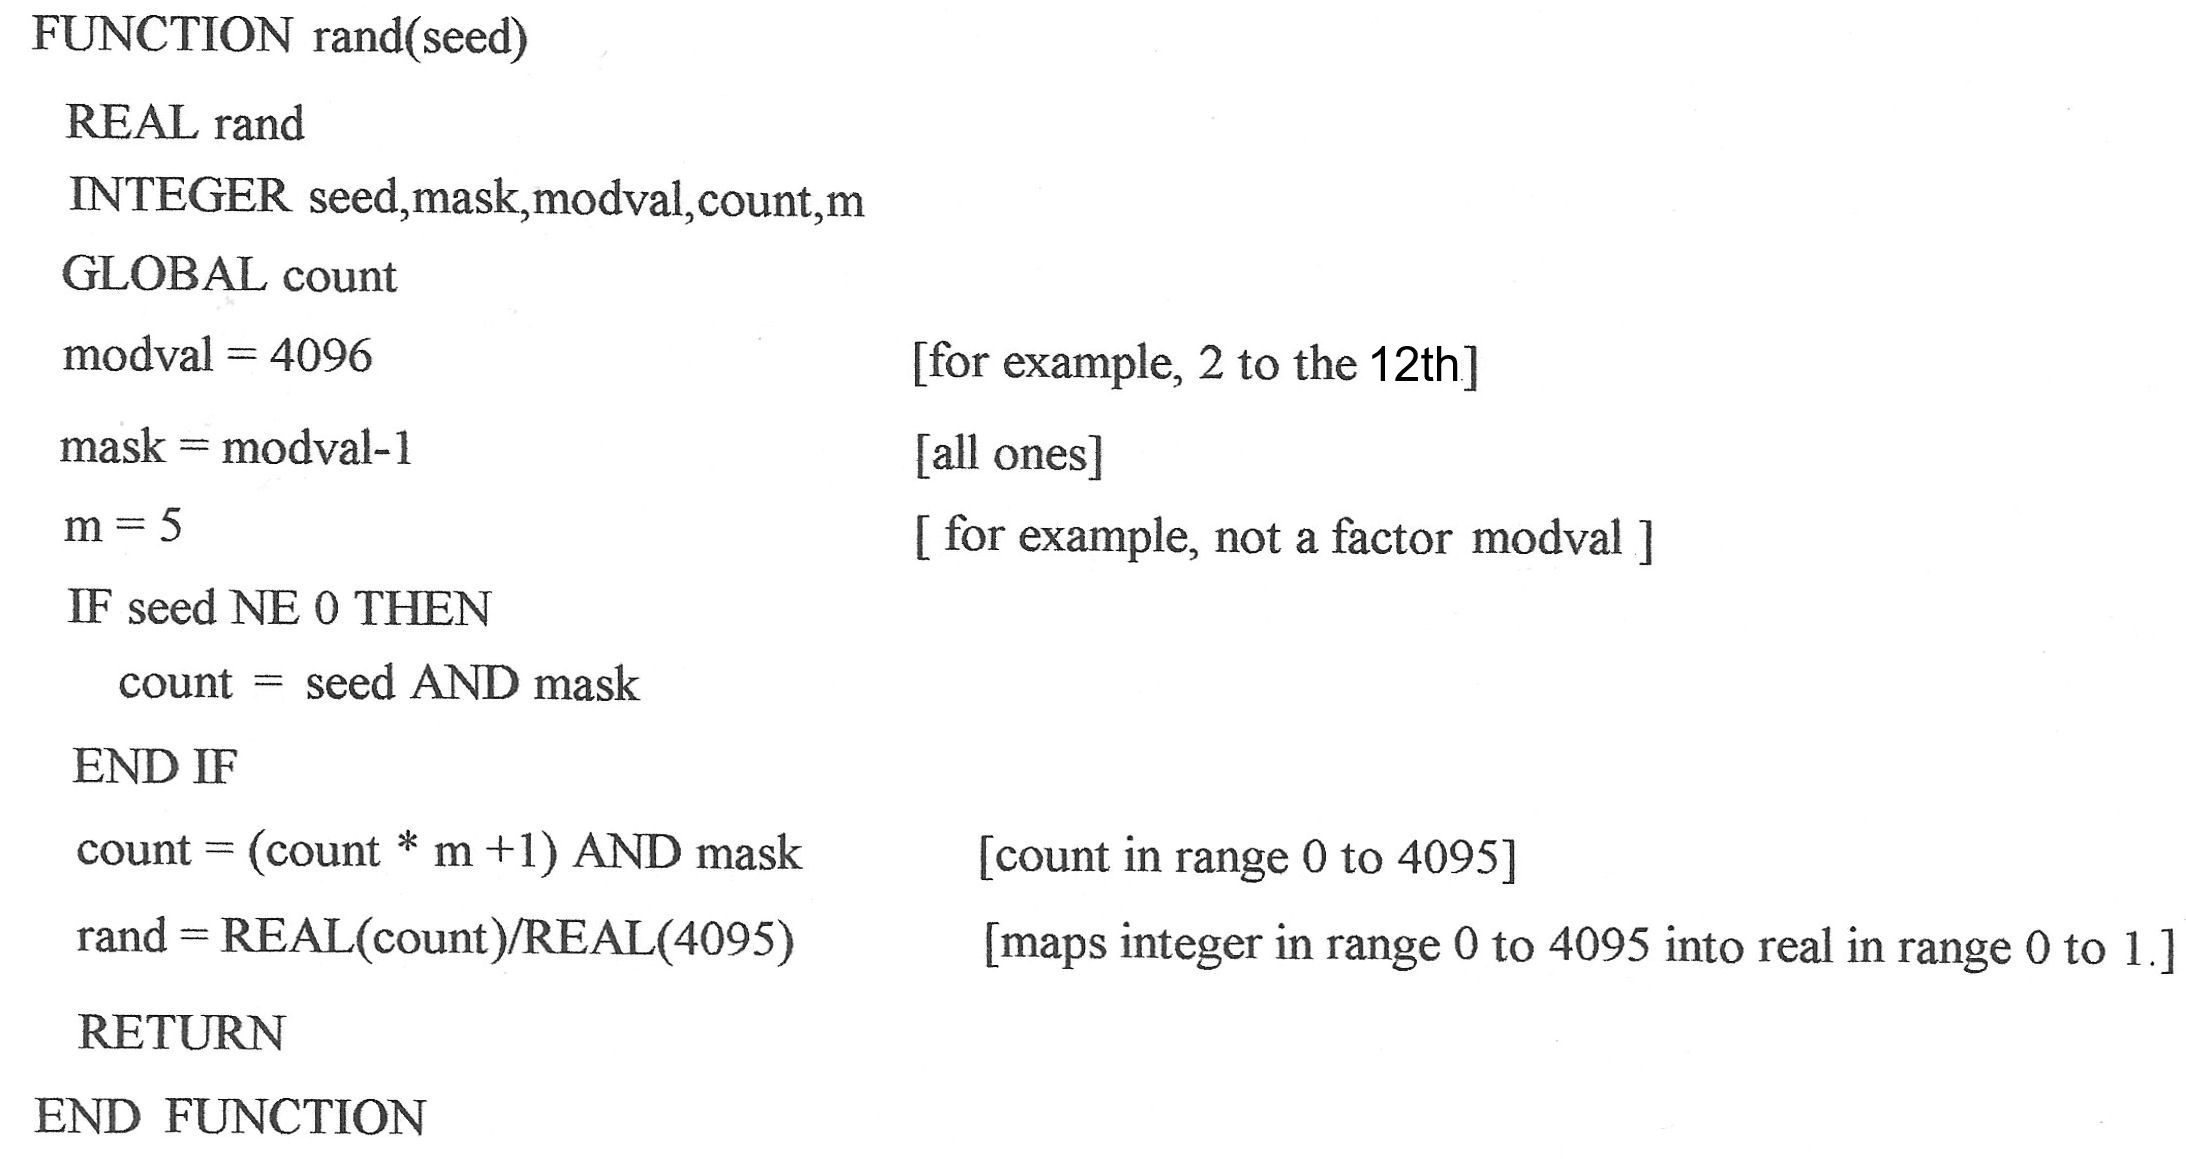 FUNCTION rand(seed)
REAL rand
INTEGER seed,mask,modval,count,m
GLOBAL count
modval = 4096 [for example, 2 to the 12th]
mask = modval-1 [all ones]
m = 5 [ for example, not a factor modval ]
IF seed NE 0 THEN
count = seed AND mask
END IF
count = (count * m +1) AND mask [count in range 0 to 4095]
rand = REAL(count)/REAL(4095) [maps integer in range 0 to 4095 into real in range 0 to 1.]
RETURN
END FUNCTION